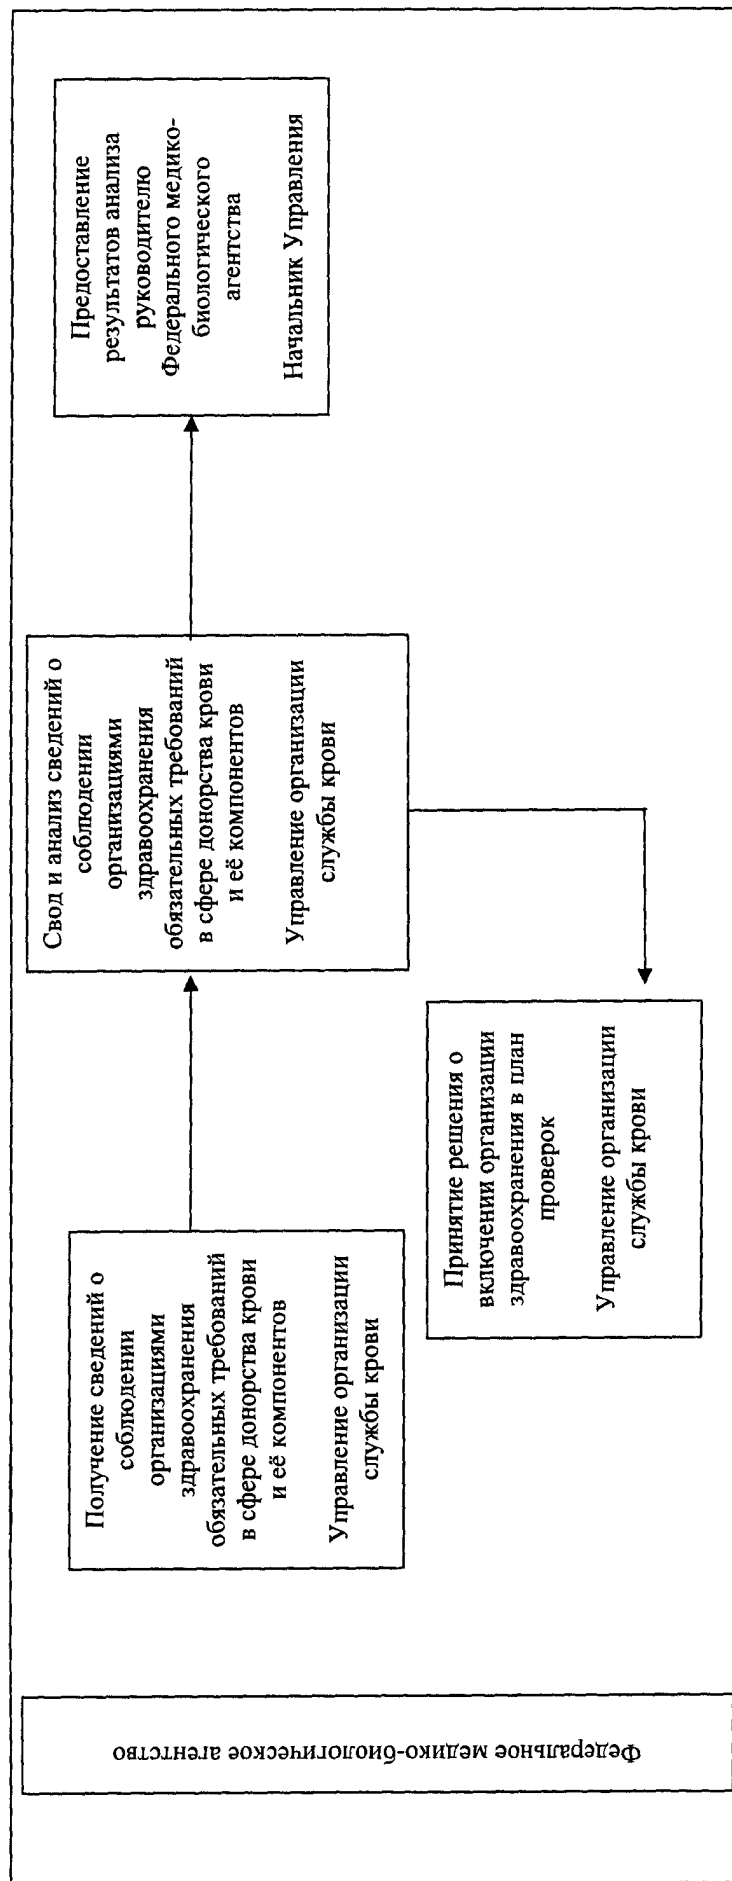 Федеральное медико-биологическое агентство
Получение сведений о
соблюдении
организациями
здравоохранения
обязательных требований
в сфере донорства крови
и её компонентов
Управление организации
службы крови
Свод и анализ сведений о
соблюдении
организациями
здравоохранения
обязательных требований
в сфере донорства крови
и её компонентов
Управление организации
службы крови
Предоставление
результатов анализа
руководителю
Федерального медико-
биологического
агентства
Начальник Управления
Принятие решения о
включении организации
здравоохранения в план
проверок
Управление организации
службы крови